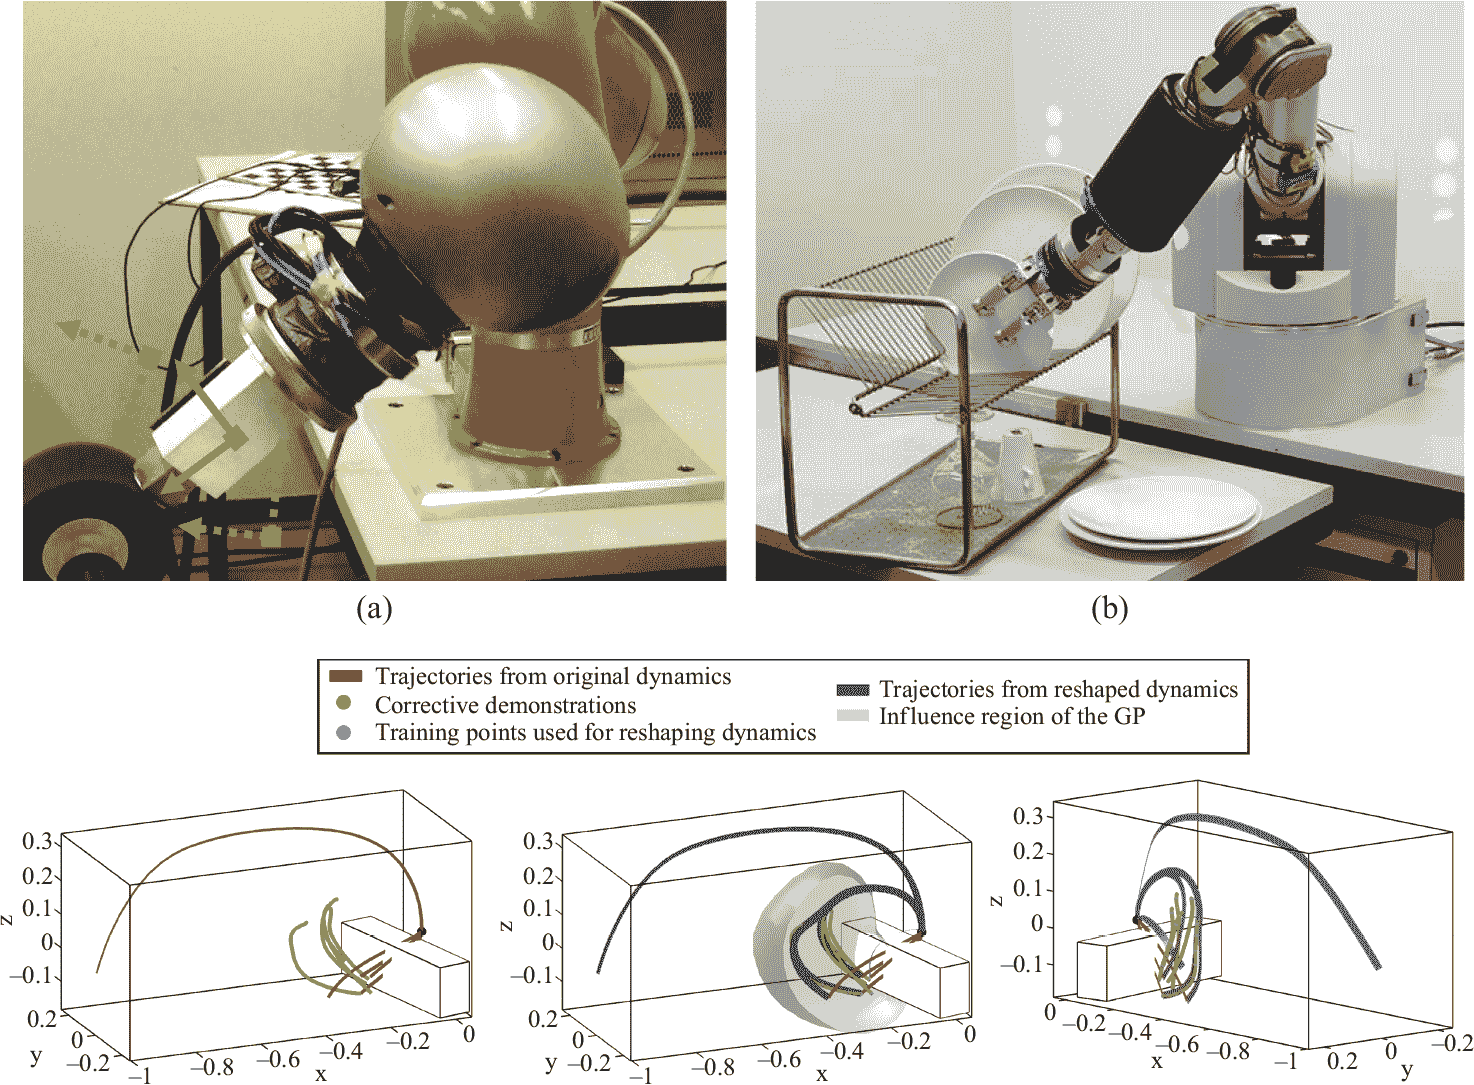 (a)
(b)
Trajectories from original dynamics
Corrective demonstrations
Training points used for reshaping dynamics
Trajectories from reshaped dynamics
Influence region of the GP
0.3
0.2
0.1
0
−0.1
z
0.2
0
−0.2
y
−1
−0.8
−0.6
−0.4
−0.2
0
x
0.3
0.2
0.1
0
−0.1
z
0.2
0
−0.2
y
−1
−0.8
−0.6
−0.4
−0.2
0
x
0.3
0.2
0.1
0
−0.1
z
0
−0.2
−0.4
−0.6
−0.8
−1
x
0.2
0
−0.2
y